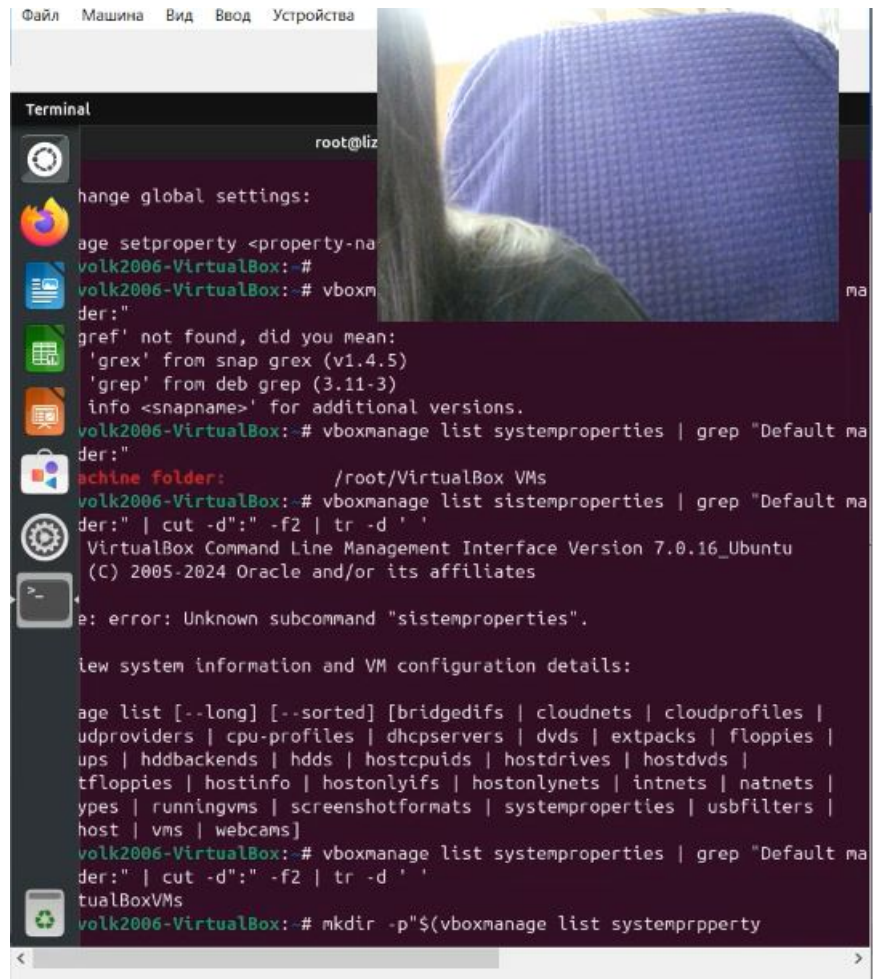 Файл Машина Вид Ввод Устройства
Terminal
root@liz
hange global settings:
age setproperty <property-na
volk2006-VirtualBox:~#
volk2006-VirtualBox:~# vboxm ma
der:"
gref' not found, did you mean:
'grex' from snap grex (v1.4.5)
'grep' from deb grep (3.11-3)
info <snapname>' for additional versions.
volk2006-VirtualBox:~# vboxmanage list systemproperties | grep "Default ma
der:"
achine folder: /root/VirtualBox VMs
volk2006-VirtualBox:~# vboxmanage list sistemproperties | grep "Default ma
der:" | cut -d":" -f2 | tr -d ' '
VirtualBox Command Line Management Interface Version 7.0.16_Ubuntu
(C) 2005-2024 Oracle and/or its affiliates
e: error: Unknown subcommand "sistemproperties".
iew system information and VM configuration details:
age list [--long] [--sorted] [bridgedifs | cloudnets | cloudprofiles |
udproviders | cpu-profiles | dhcpservers | dvds | extpacks | floppies |
ups | hddbackends | hdds | hostcpuids | hostdrives | hostdvds |
tfloppies | hostinfo | hostonlyifs | hostonlynets | intnets | natnets |
ypes | runningvms | screenshotformats | systemproperties | usbfilters |
host | vms | webcams]
volk2006-VirtualBox:~# vboxmanage list systemproperties | grep "Default ma
der:" | cut -d":" -f2 | tr -d ' '
tualBoxVMs
volk2006-VirtualBox:~# mkdir -p"$(vboxmanage list systemprpperty